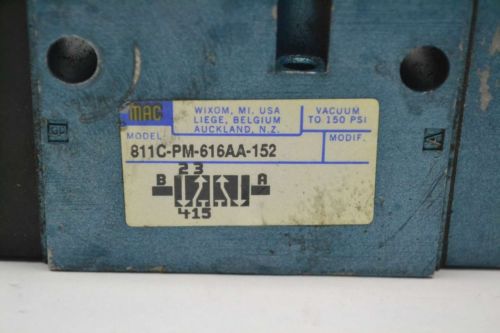 MAC
WIXOM, MI. USA
LIEGE, BELGIUM
AUCKLAND, N.Z.
VACUUM
TO 150 PSI
MODEL
MODIF.
811C-PM-616AA-152
2 3
B A
4 1 5
A